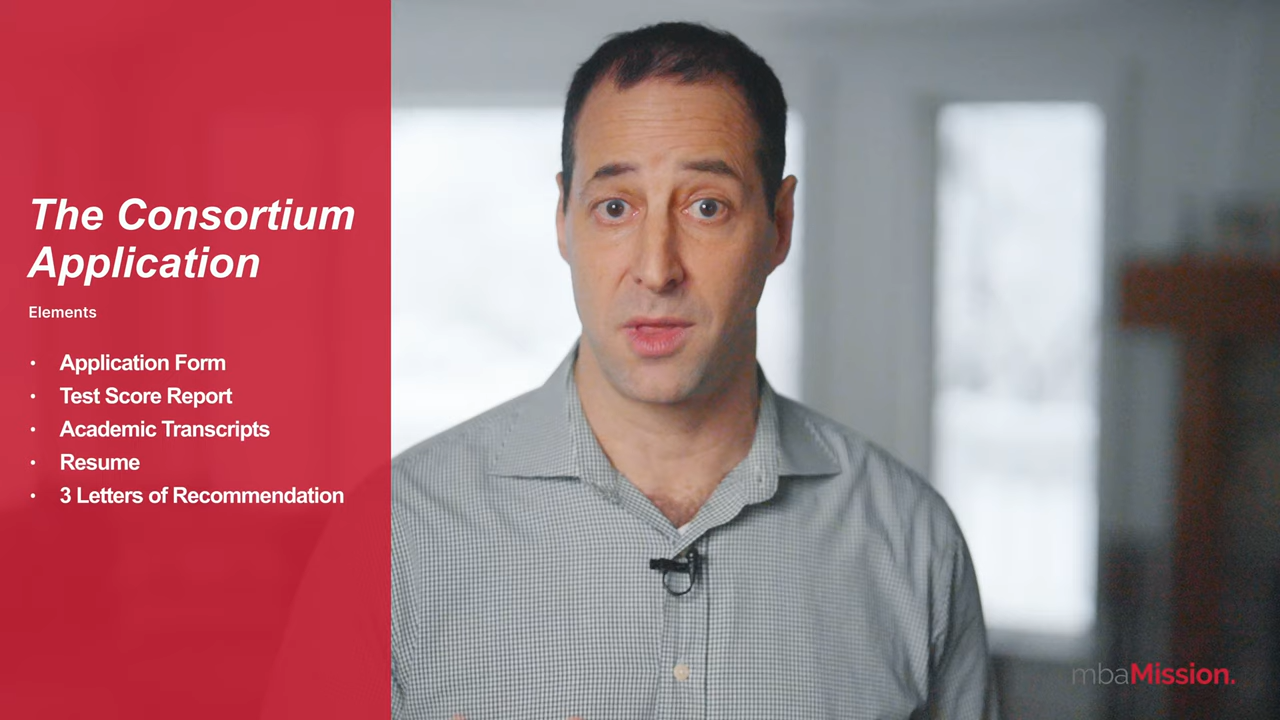 The Consortium
Application
Elements
• Application Form
• Test Score Report
• Academic Transcripts
• Resume
• 3 Letters of Recommendation
mbaMission.